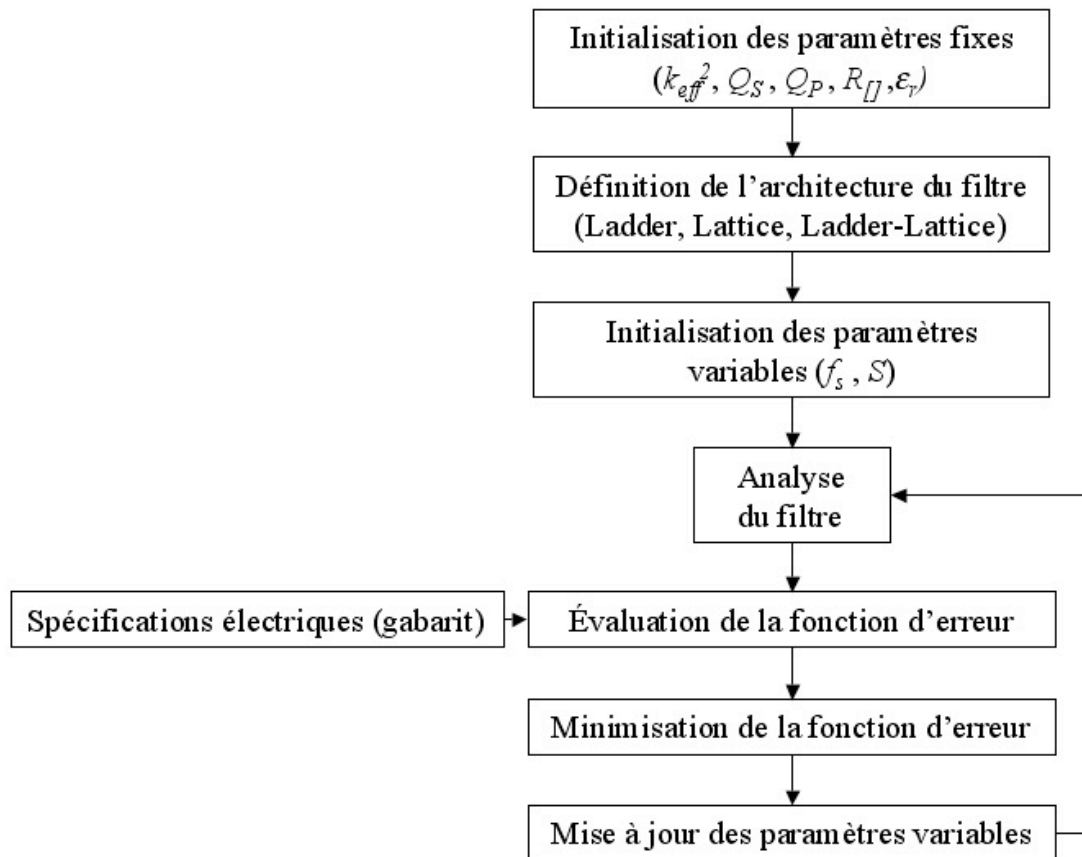 Initialisation des paramètres fixes
(k_eff², Q_S, Q_P, R_[], ε_r)
Définition de l'architecture du filtre
(Ladder, Lattice, Ladder-Lattice)
Initialisation des paramètres
variables (f_s , S)
Analyse
du filtre
Spécifications électriques (gabarit)
Évaluation de la fonction d'erreur
Minimisation de la fonction d'erreur
Mise à jour des paramètres variables